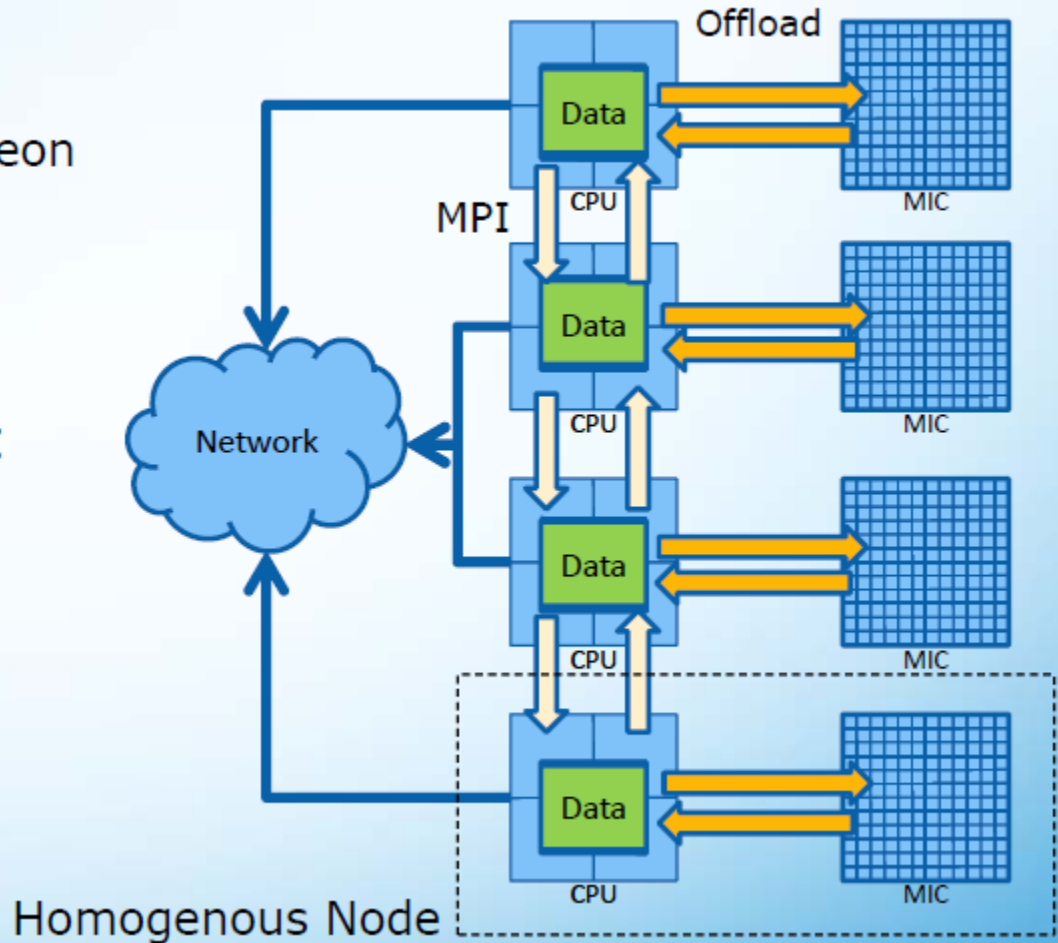 Offload
Data
eon
CPU
MIC
MPI
Data
CPU
MIC
Network
Data
CPU
MIC
Data
CPU
MIC
Homogenous Node